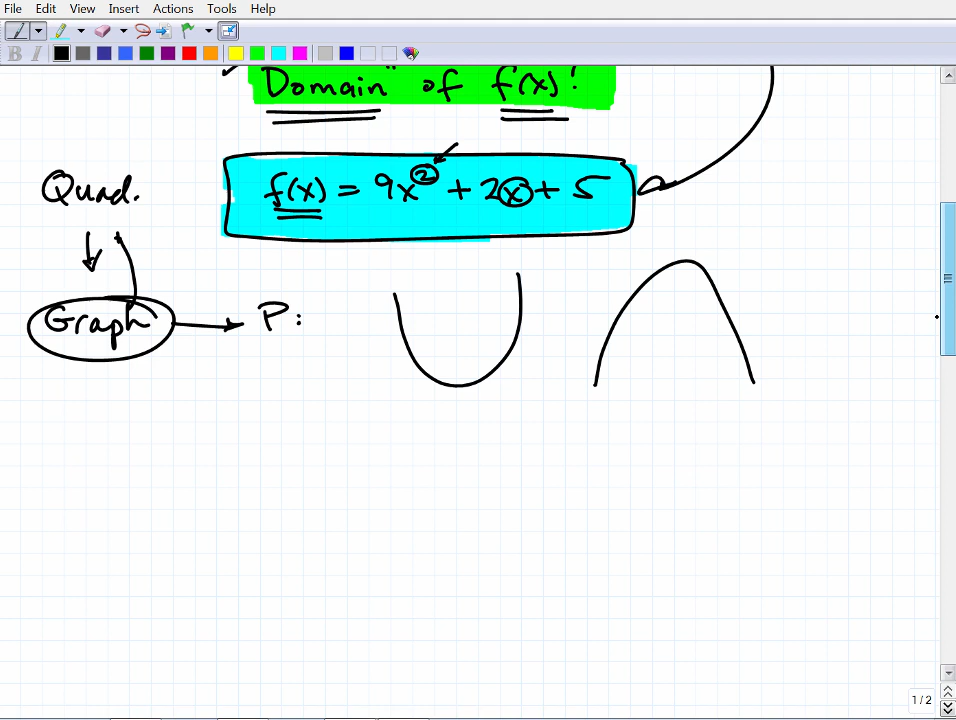 File Edit View Insert Actions Tools Help
B I
Domain" of f(x)!
f(x) = 9x² + 2x + 5
Quad.
Graph → P:
1 / 2